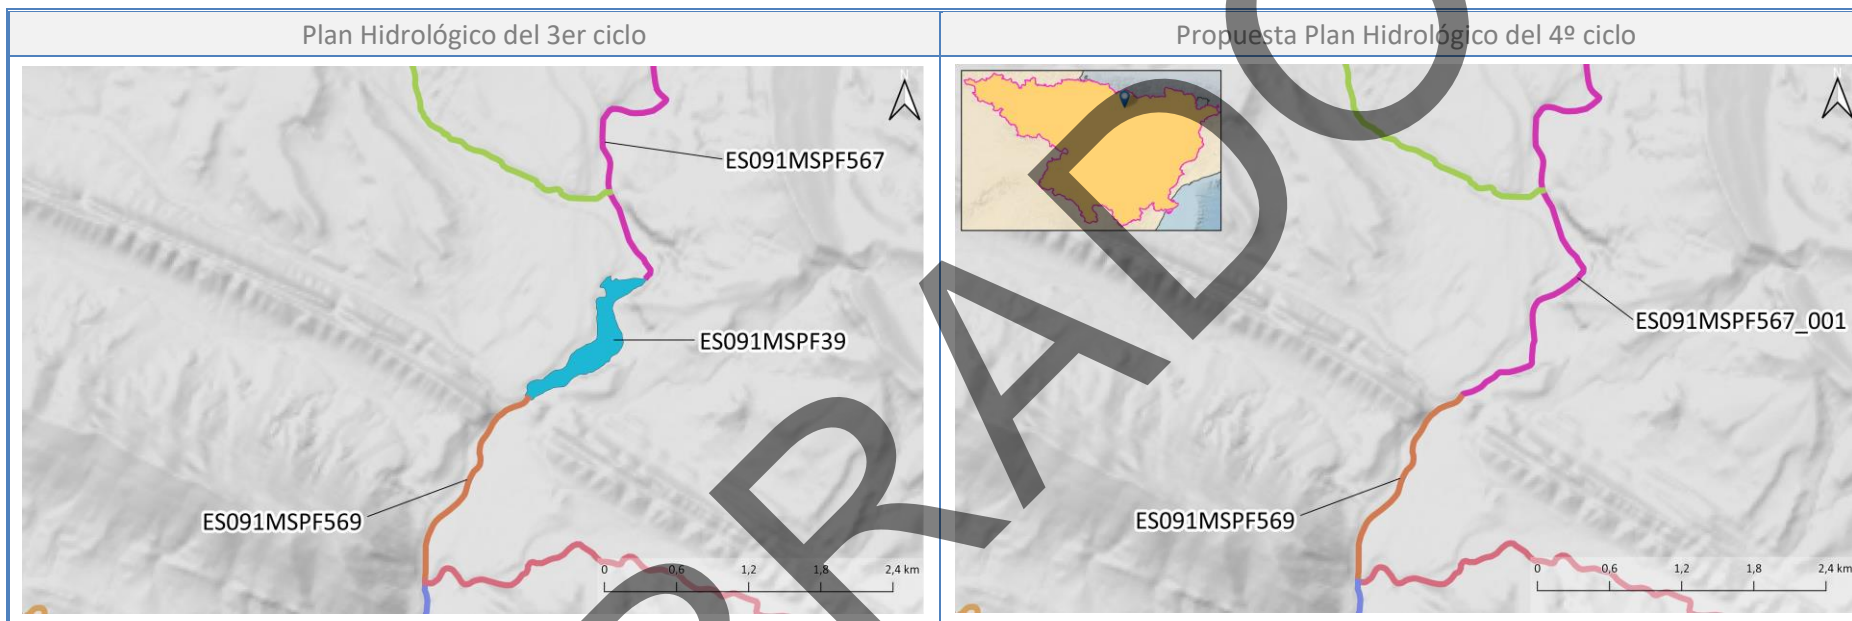 Plan Hidrológico del 3er ciclo
Propuesta Plan Hidrológico del 4º ciclo
N
ES091MSPF567
ES091MSPF39
ES091MSPF569
0 0,6 1,2 1,8 2,4 km
N
ES091MSPF567_001
ES091MSPF569
0 0,6 1,2 1,8 2,4 km
RADO